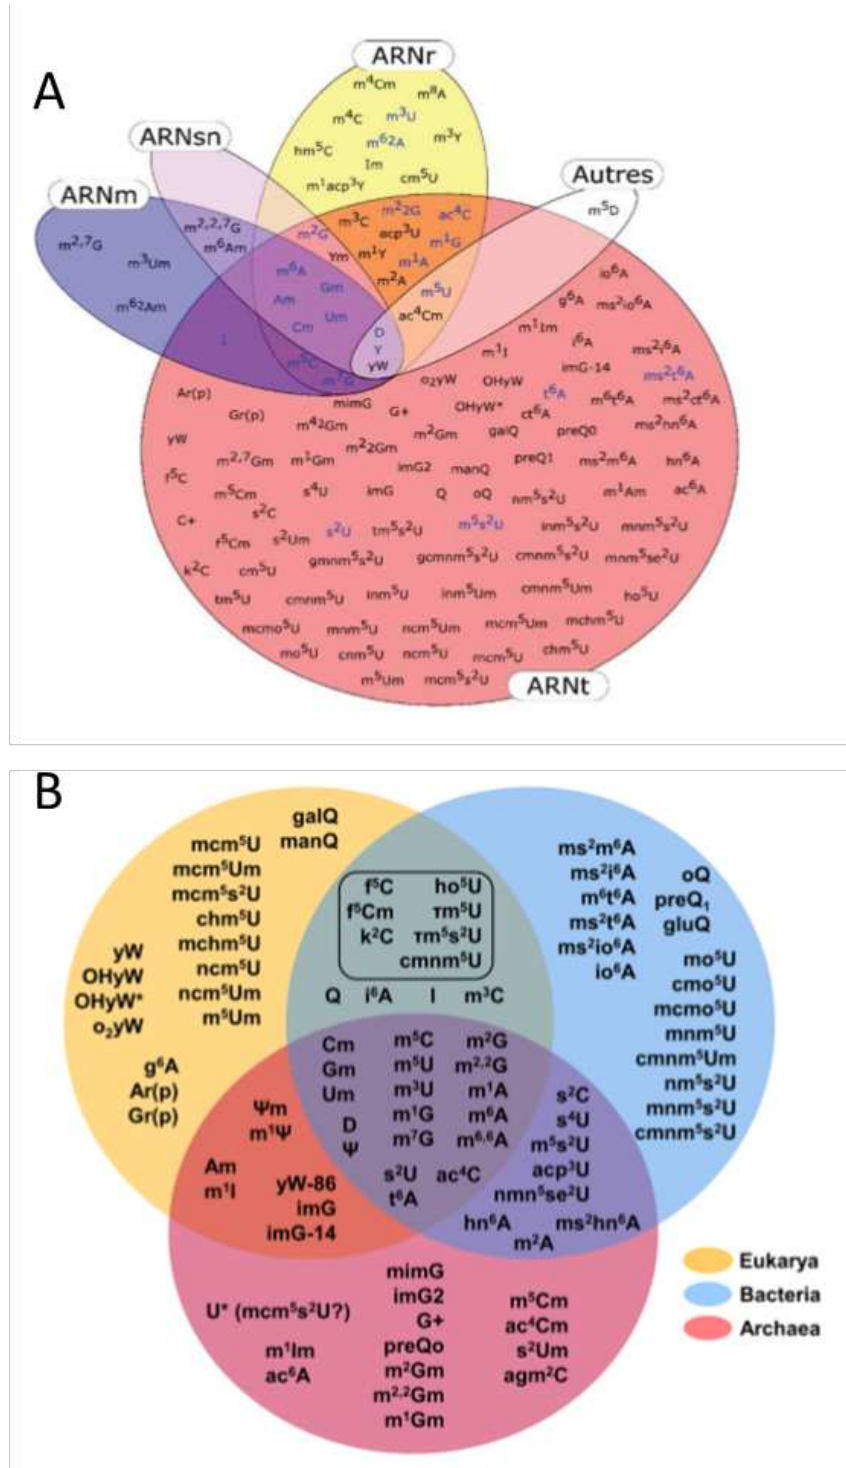 A
ARNr
m⁴Cm
m⁸A
ARNsn
m⁴C m³U
m⁶²A m³Y
hm⁵C
Im
m¹acp³Y cm⁵U
Autres
ARNm
m⁵D
m²,⁷G
m³Um
m⁶²Am
m²,²,⁷G
m⁶Am
m²G
m³C m²2G ac⁴C
acp³U
m¹G
Ym m¹Y m¹A
m²A
m⁵U
ac⁴Cm
m⁶A
Gm
Am
Um
Cm
I
D
Y
yW
m⁵C
m⁷G
io⁶A
g⁶A ms²io⁶A
m¹Im
i⁶A ms²i⁶A
m¹I
imG-14
o₂yW OHyW ms²t⁶A
t⁶A m⁶t⁶A ms²ct⁶A
Ar(p)
mimG G+ OHyW* ct⁶A
Gr(p)
m⁴2Gm m²Gm galQ preQ0 ms²hn⁶A
yW
m²2Gm
m²,⁷Gm m¹Gm imG2 manQ preQ1 ms²m⁶A hn⁶A
f⁵C
m⁵Cm s⁴U imG Q oQ nm⁵s²U m¹Am ac⁶A
s²C
C+
f⁵Cm s²Um s²U tm⁵s²U m⁵s²U inm⁵s²U mnm⁵s²U
gmnm⁵s²U gcmnm⁵s²U cmnm⁵s²U mnm⁵se²U
k²C cm⁵U
tm⁵U cmnm⁵U inm⁵U inm⁵Um cmnm⁵Um ho⁵U
mcmo⁵U mnm⁵U ncm⁵Um mcm⁵Um mchm⁵U
mo⁵U cnm⁵U ncm⁵U mcm⁵U chm⁵U
m⁵Um mcm⁵s²U
ARNt
B
galQ
manQ
mcm⁵U
mcm⁵Um
mcm⁵s²U
chm⁵U
mchm⁵U
ncm⁵U
ncm⁵Um
m⁵Um
yW
OHyW
OHyW*
o₂yW
g⁶A
Ar(p)
Gr(p)
f⁵C ho⁵U
f⁵Cm τm⁵U
k²C τm⁵s²U
cmnm⁵U
Q i⁶A I m³C
ms²m⁶A
ms²i⁶A
m⁶t⁶A
ms²t⁶A
ms²io⁶A
io⁶A
oQ
preQ₁
gluQ
mo⁵U
cmo⁵U
mcmo⁵U
mnm⁵U
cmnm⁵Um
nm⁵s²U
mnm⁵s²U
cmnm⁵s²U
Cm m⁵C m²G
Gm m⁵U m²,²G
Um m³U m¹A
D m¹G m⁶A
Ψ m⁷G m⁶,⁶A
s²U ac⁴C
t⁶A
Ψm
m¹Ψ
Am
m¹I
yW-86
imG
imG-14
s²C
s⁴U
m⁵s²U
acp³U
nmn⁵se²U
hn⁶A ms²hn⁶A
m²A
U* (mcm⁵s²U?)
m¹Im
ac⁶A
mimG
imG2
G+
preQo
m²Gm
m²,²Gm
m¹Gm
m⁵Cm
ac⁴Cm
s²Um
agm²C
Eukarya
Bacteria
Archaea